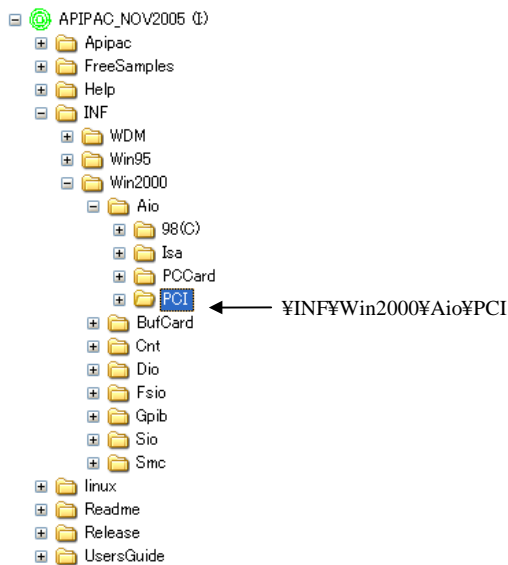 APIPAC_NOV2005 (I:)
Apipac
FreeSamples
Help
INF
WDM
Win95
Win2000
Aio
98(C)
Isa
PCCard
PCI
¥INF¥Win2000¥Aio¥PCI
BufCard
Cnt
Dio
Fsio
Gpib
Sio
Smc
linux
Readme
Release
UsersGuide